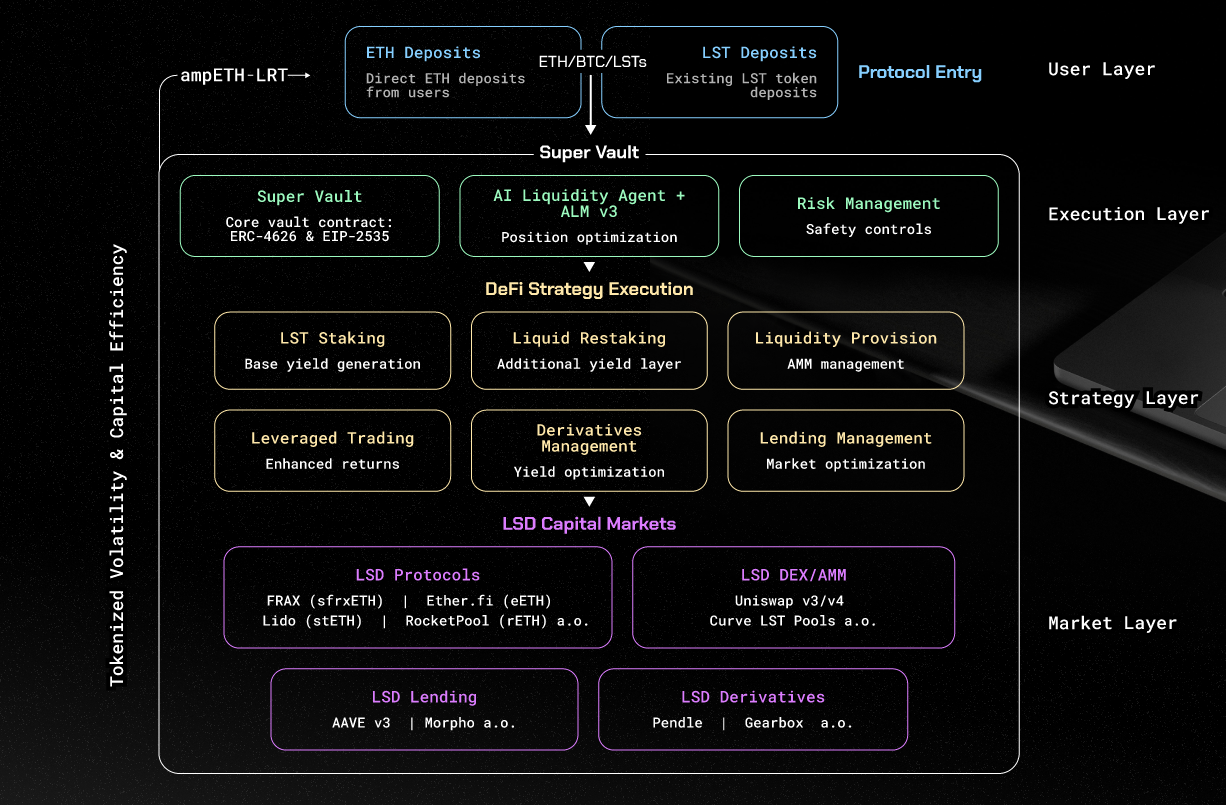 ampETH-LRT
ETH Deposits
Direct ETH deposits
from users
ETH/BTC/LSTs
LST Deposits
Existing LST token
deposits
Protocol Entry
User Layer
Super Vault
Super Vault
Core vault contract:
ERC-4626 & EIP-2535
AI Liquidity Agent +
ALM v3
Position optimization
Risk Management
Safety controls
Execution Layer
DeFi Strategy Execution
LST Staking
Base yield generation
Liquid Restaking
Additional yield layer
Liquidity Provision
AMM management
Strategy Layer
Leveraged Trading
Enhanced returns
Derivatives
Management
Yield optimization
Lending Management
Market optimization
LSD Capital Markets
LSD Protocols
FRAX (sfrxETH) | Ether.fi (eETH)
Lido (stETH) | RocketPool (rETH) a.o.
LSD DEX/AMM
Uniswap v3/v4
Curve LST Pools a.o.
Market Layer
LSD Lending
AAVE v3 | Morpho a.o.
LSD Derivatives
Pendle | Gearbox a.o.
Tokenized Volatility & Capital Efficiency